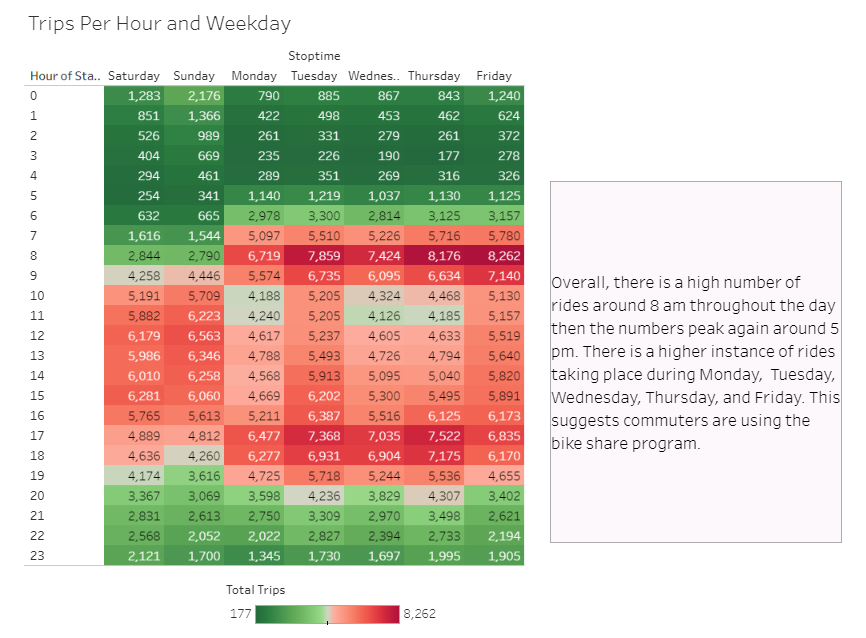 Trips Per Hour and Weekday
Stoptime
Hour of Sta.. Saturday Sunday Monday Tuesday Wednes.. Thursday Friday
0 1,283 2,176 790 885 867 843 1,240
1 851 1,366 422 498 453 462 624
2 526 989 261 331 279 261 372
3 404 669 235 226 190 177 278
4 294 461 289 351 269 316 326
5 254 341 1,140 1,219 1,037 1,130 1,125
6 632 665 2,978 3,300 2,814 3,125 3,157
7 1,616 1,544 5,097 5,510 5,226 5,716 5,780
8 2,844 2,790 6,719 7,859 7,424 8,176 8,262
9 4,258 4,446 5,574 6,735 6,095 6,634 7,140
10 5,191 5,709 4,188 5,205 4,324 4,468 5,130
11 5,882 6,223 4,240 5,205 4,126 4,185 5,157
12 6,179 6,563 4,617 5,237 4,605 4,633 5,519
13 5,986 6,346 4,788 5,493 4,726 4,794 5,640
14 6,010 6,258 4,568 5,913 5,095 5,040 5,820
15 6,281 6,060 4,669 6,202 5,300 5,495 5,891
16 5,765 5,613 5,211 6,387 5,516 6,125 6,173
17 4,889 4,812 6,477 7,368 7,035 7,522 6,835
18 4,636 4,260 6,277 6,931 6,904 7,175 6,170
19 4,174 3,616 4,725 5,718 5,244 5,536 4,655
20 3,367 3,069 3,598 4,236 3,829 4,307 3,402
21 2,831 2,613 2,750 3,309 2,970 3,498 2,621
22 2,568 2,052 2,022 2,827 2,394 2,733 2,194
23 2,121 1,700 1,345 1,730 1,697 1,995 1,905
Total Trips
177 8,262
Overall, there is a high number of
rides around 8 am throughout the day
then the numbers peak again around 5
pm. There is a higher instance of rides
taking place during Monday, Tuesday,
Wednesday, Thursday, and Friday. This
suggests commuters are using the
bike share program.